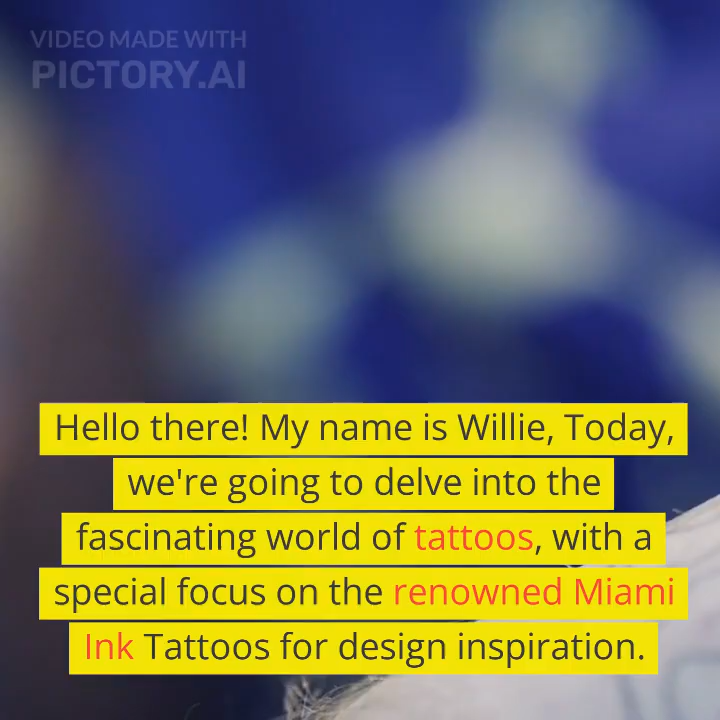 VIDEO MADE WITH
PICTORY.AI
Hello there! My name is Willie, Today,
we're going to delve into the
fascinating world of tattoos, with a
special focus on the renowned Miami
Ink Tattoos for design inspiration.